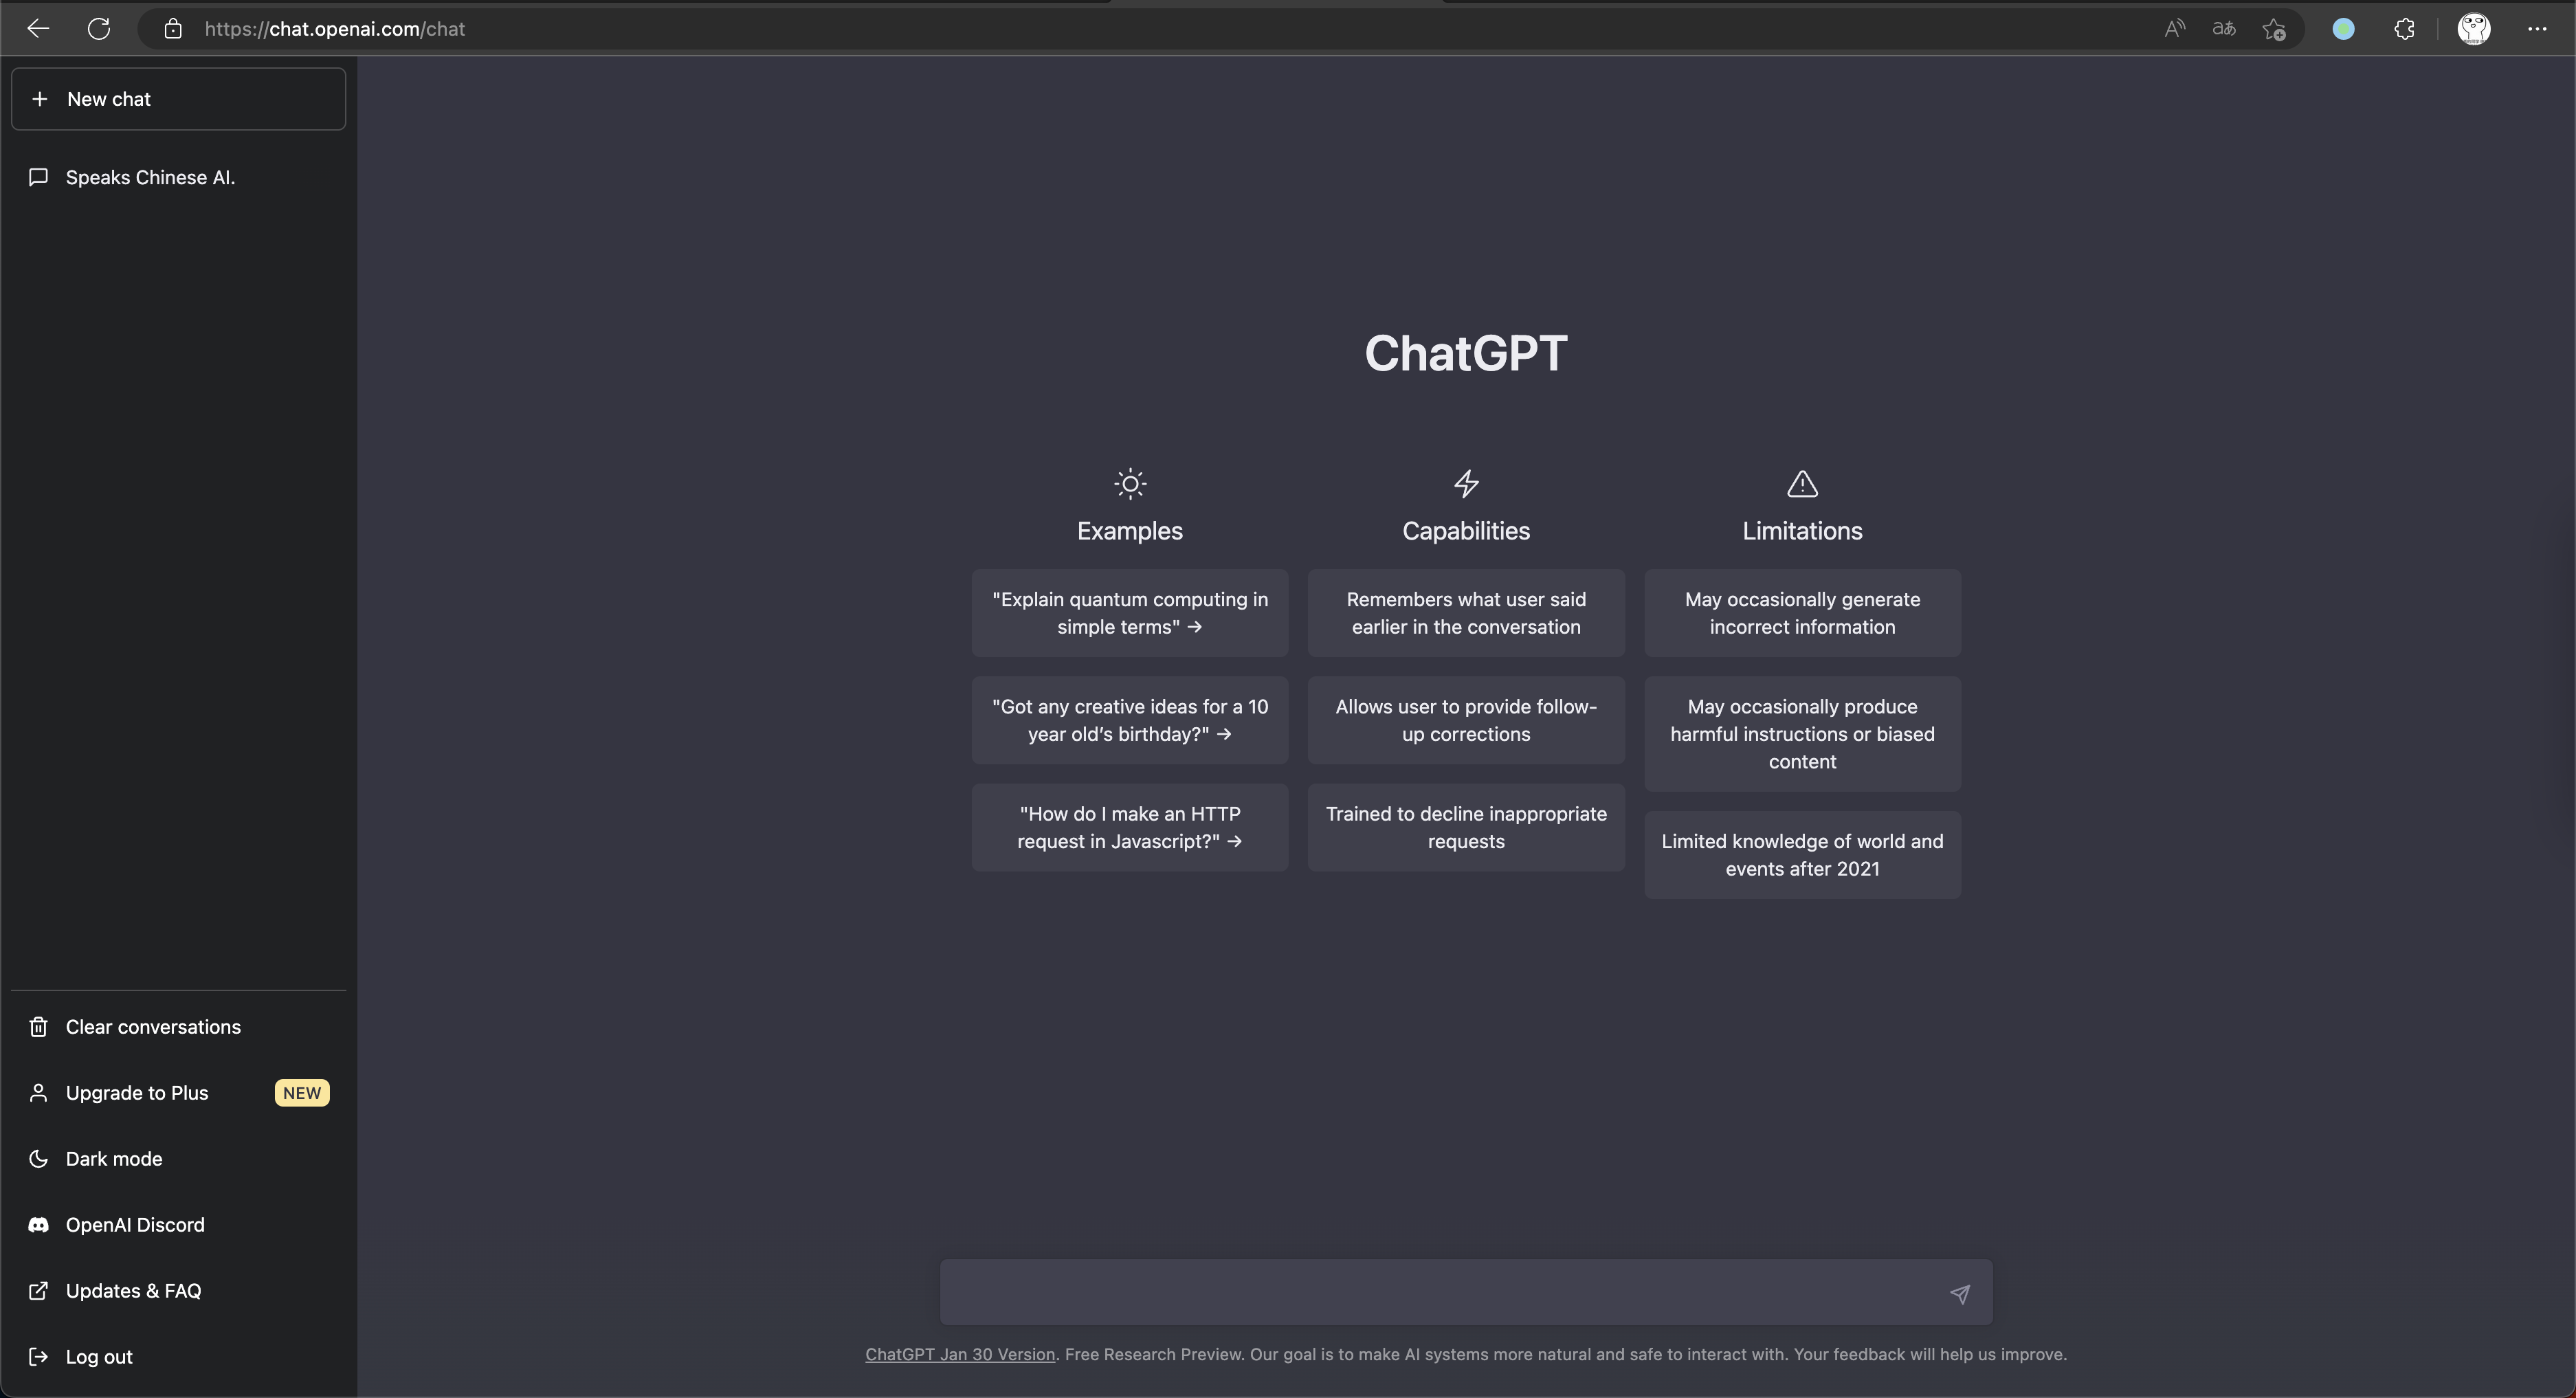 https://chat.openai.com/chat
New chat
Speaks Chinese AI.
ChatGPT
Examples
"Explain quantum computing in
simple terms" →
"Got any creative ideas for a 10
year old's birthday?" →
"How do I make an HTTP
request in Javascript?" →
Capabilities
Remembers what user said
earlier in the conversation
Allows user to provide follow-
up corrections
Trained to decline inappropriate
requests
Limitations
May occasionally generate
incorrect information
May occasionally produce
harmful instructions or biased
content
Limited knowledge of world and
events after 2021
Clear conversations
Upgrade to Plus NEW
Dark mode
OpenAI Discord
Updates & FAQ
Log out
ChatGPT Jan 30 Version. Free Research Preview. Our goal is to make AI systems more natural and safe to interact with. Your feedback will help us improve.